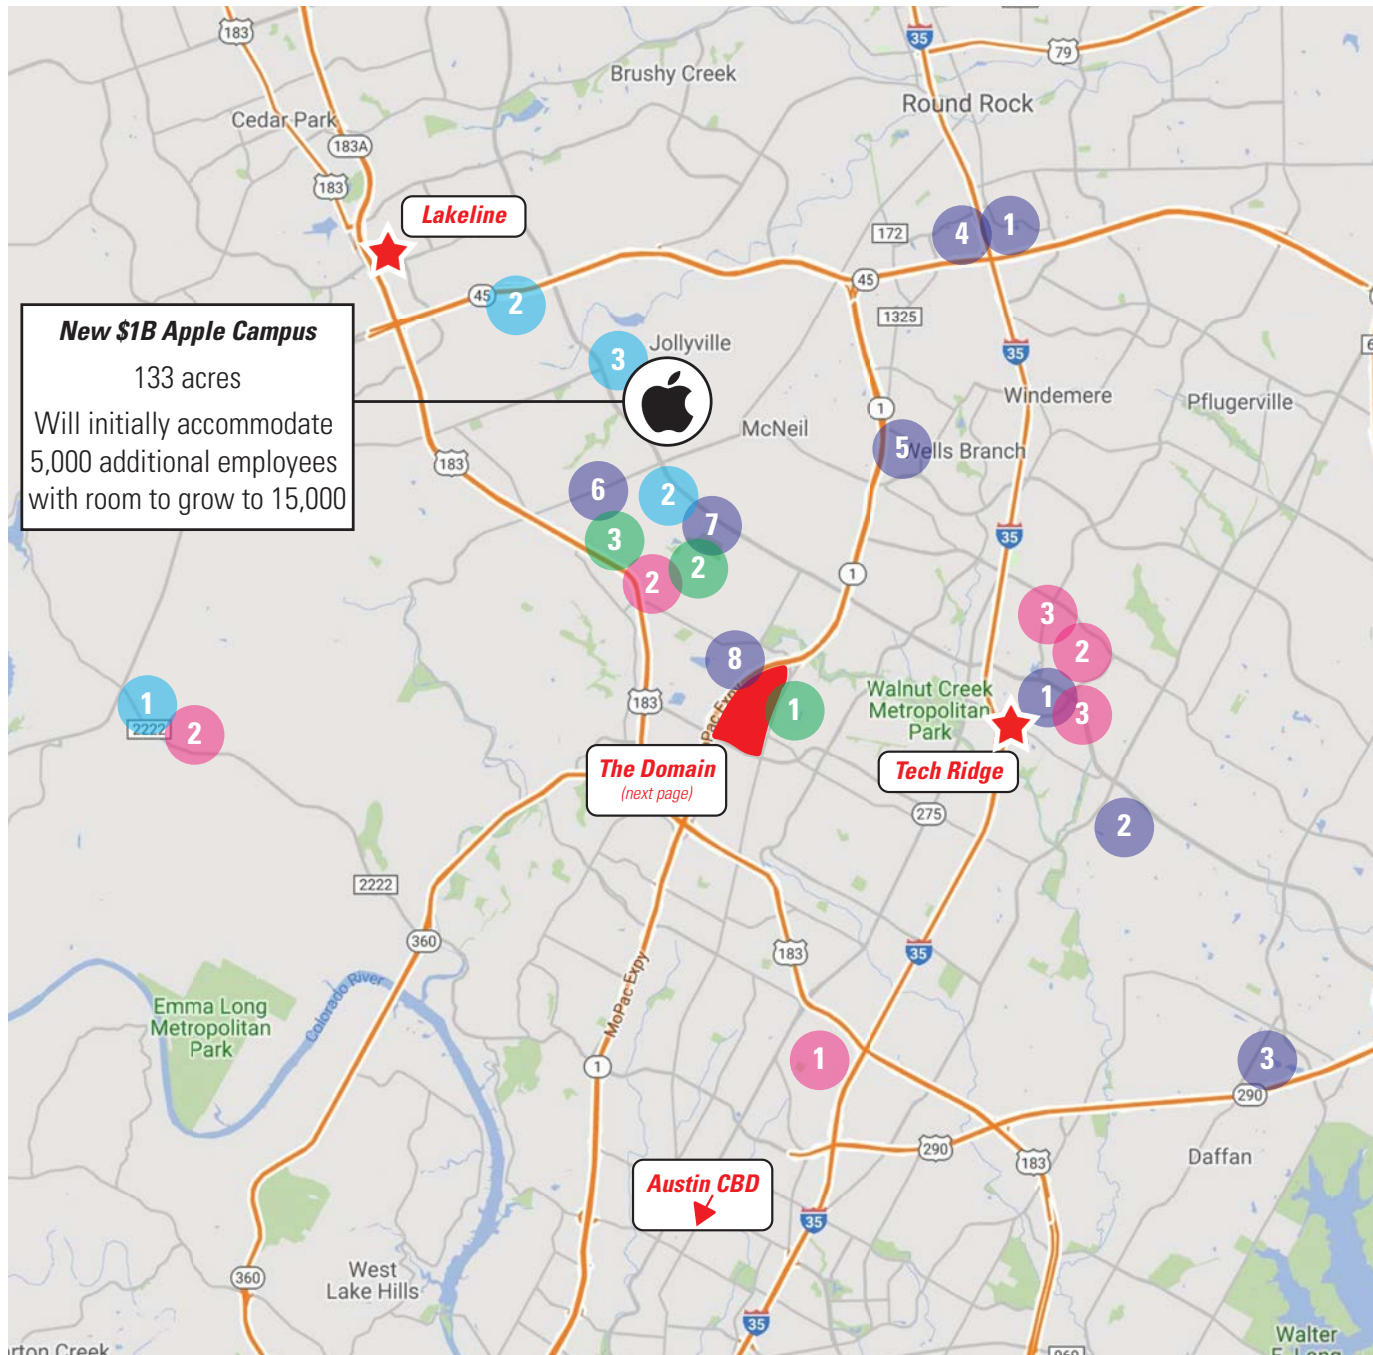 183
35
79
Brushy Creek
Round Rock
Cedar Park
183A
183
Lakeline
172
4
1
45
45
2
1325
New $1B Apple Campus
133 acres
Will initially accommodate
5,000 additional employees
with room to grow to 15,000
3
Jollyville
35
Windemere
Pflugerville
1
McNeil
5
Wells Branch
183
6
2
7
3
2
2
35
1
3
2
8
MoPac Expy
1
Walnut Creek
Metropolitan
Park
1
3
183
1
2222
2
The Domain
(next page)
Tech Ridge
275
2
2222
360
183
35
MoPac Expy
Colorado River
Emma Long
Metropolitan
Park
1
1
3
290
290
183
Daffan
Austin CBD
35
360
West
Lake Hills
35
Walter